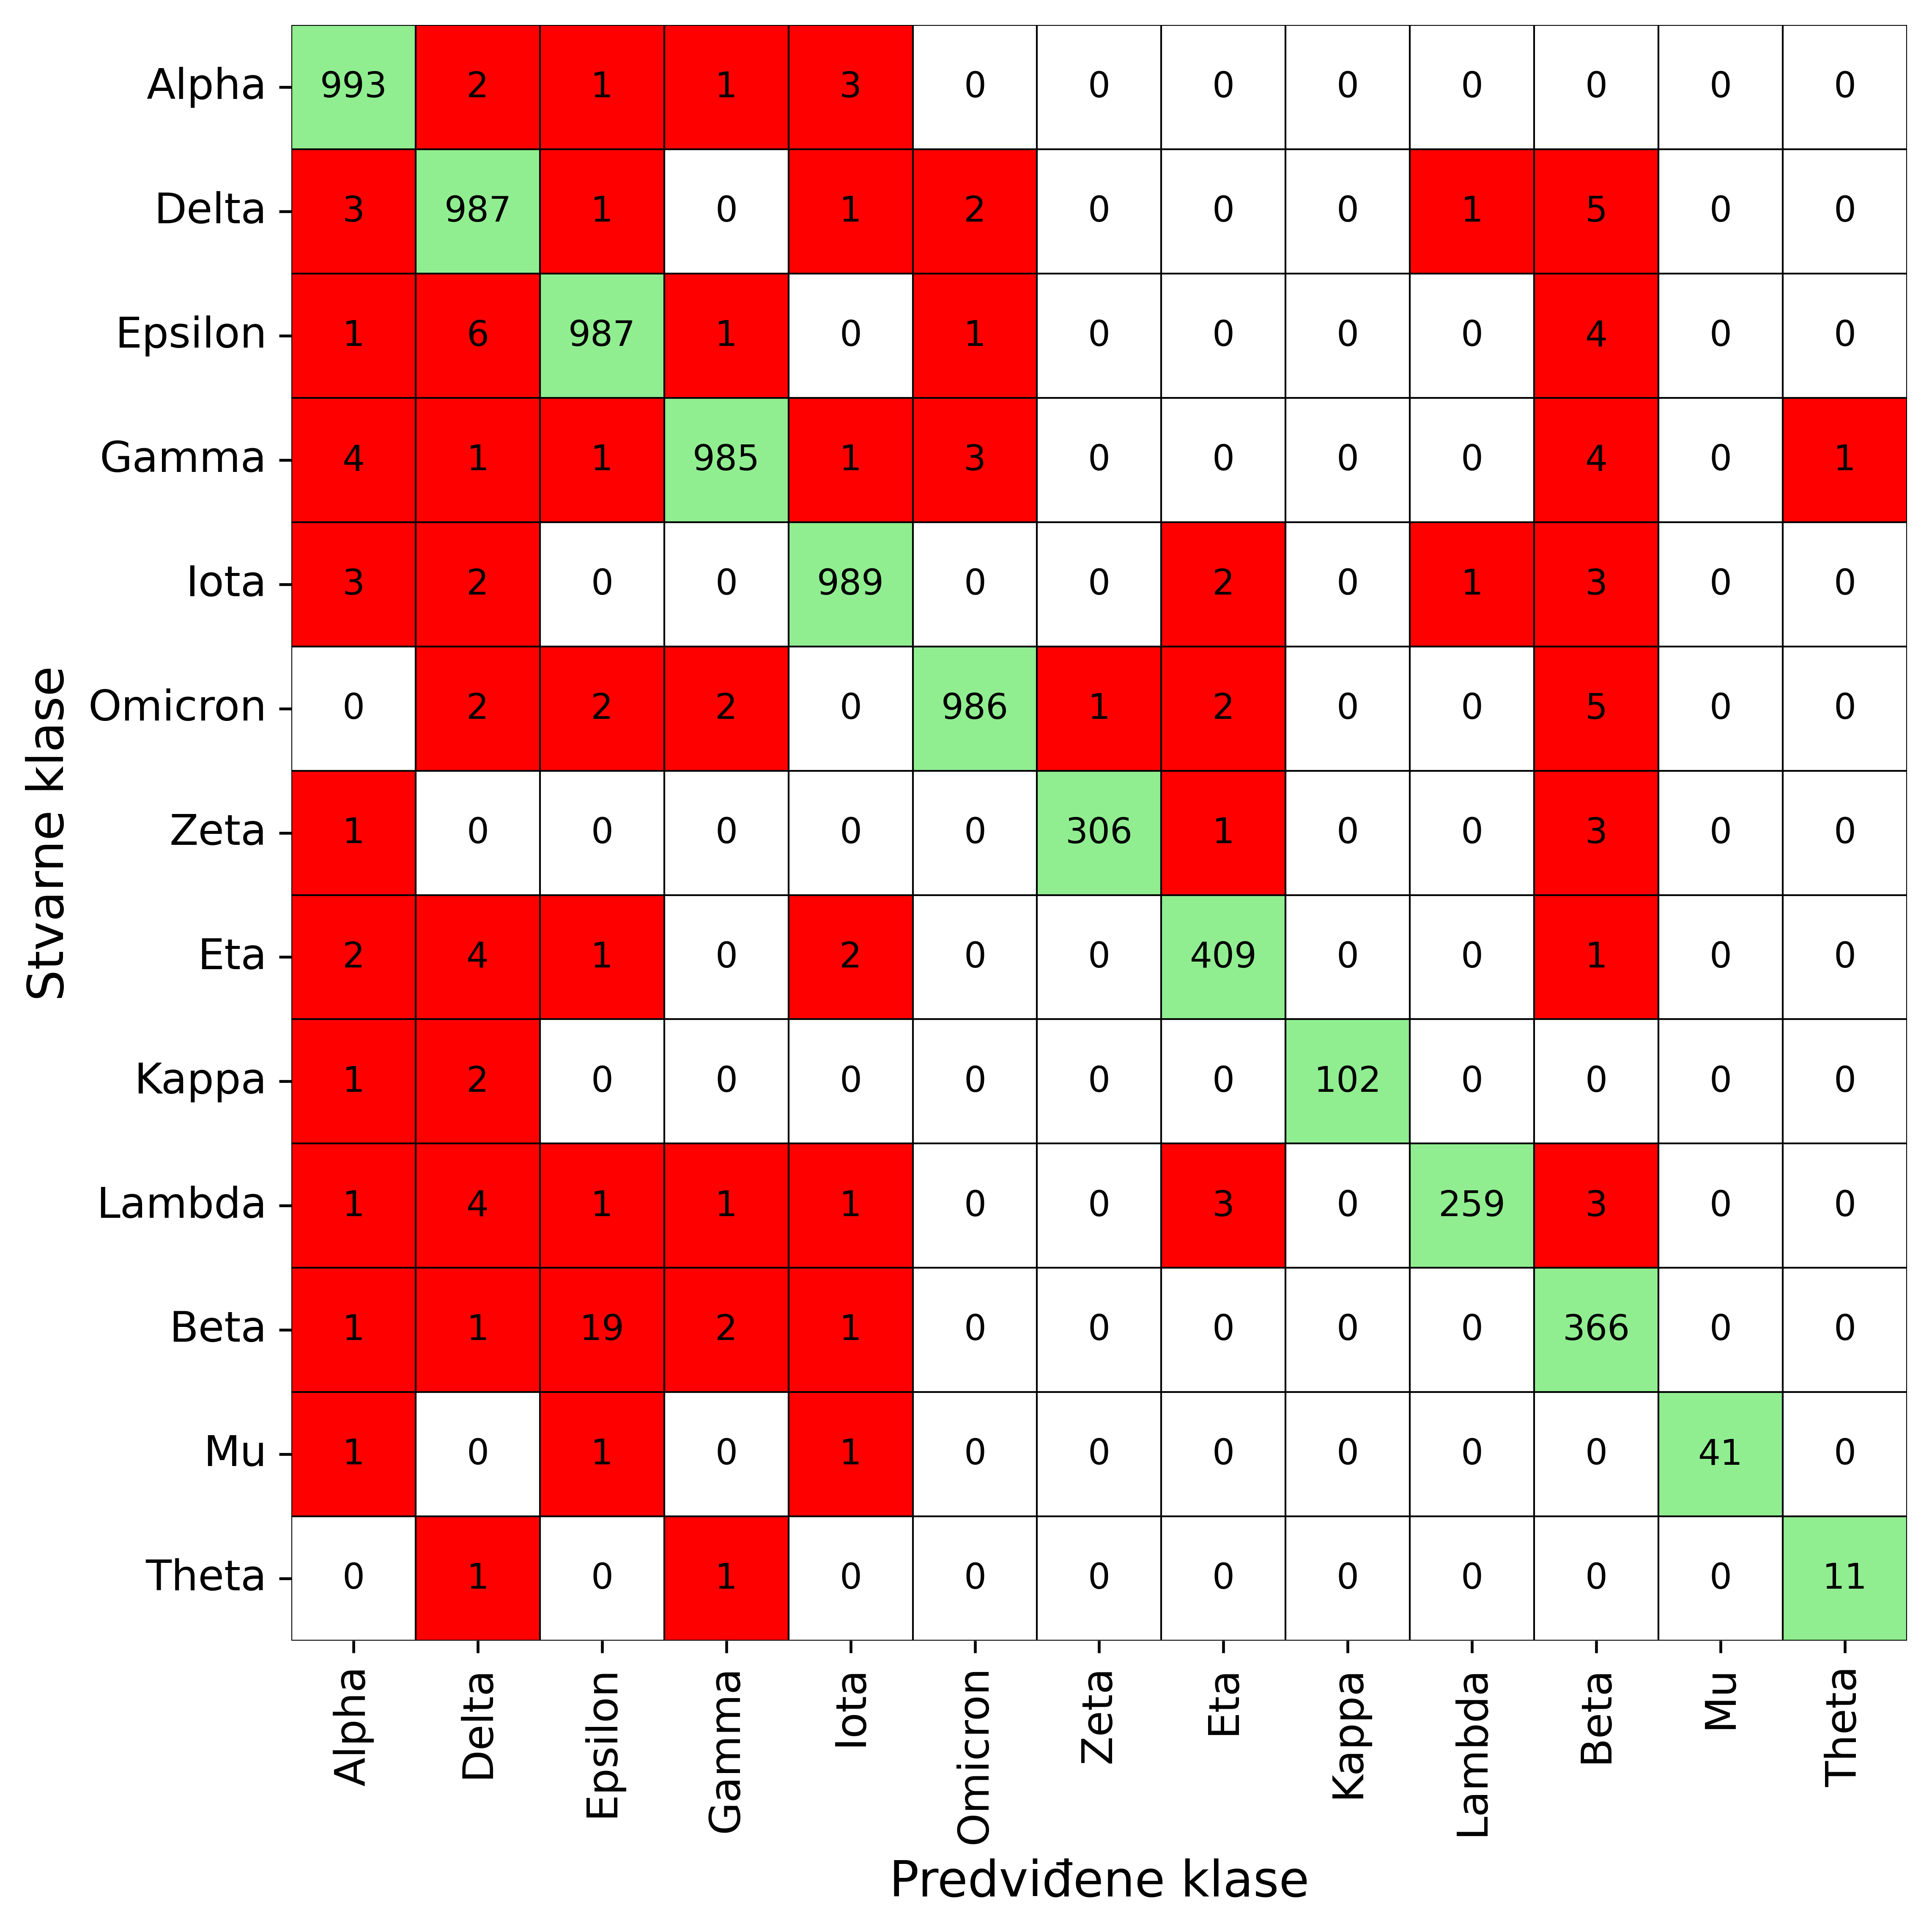 Alpha 993 2 1 1 3 0 0 0 0 0 0 0 0
Delta 3 987 1 0 1 2 0 0 0 1 5 0 0
Epsilon 1 6 987 1 0 1 0 0 0 0 4 0 0
Gamma 4 1 1 985 1 3 0 0 0 0 4 0 1
Iota 3 2 0 0 989 0 0 2 0 1 3 0 0
Omicron 0 2 2 2 0 986 1 2 0 0 5 0 0
Zeta 1 0 0 0 0 0 306 1 0 0 3 0 0
Eta 2 4 1 0 2 0 0 409 0 0 1 0 0
Kappa 1 2 0 0 0 0 0 0 102 0 0 0 0
Lambda 1 4 1 1 1 0 0 3 0 259 3 0 0
Beta 1 1 19 2 1 0 0 0 0 0 366 0 0
Mu 1 0 1 0 1 0 0 0 0 0 0 41 0
Theta 0 1 0 1 0 0 0 0 0 0 0 0 11
Stvarne klase
Alpha Delta Epsilon Gamma Iota Omicron Zeta Eta Kappa Lambda Beta Mu Theta
Predviđene klase